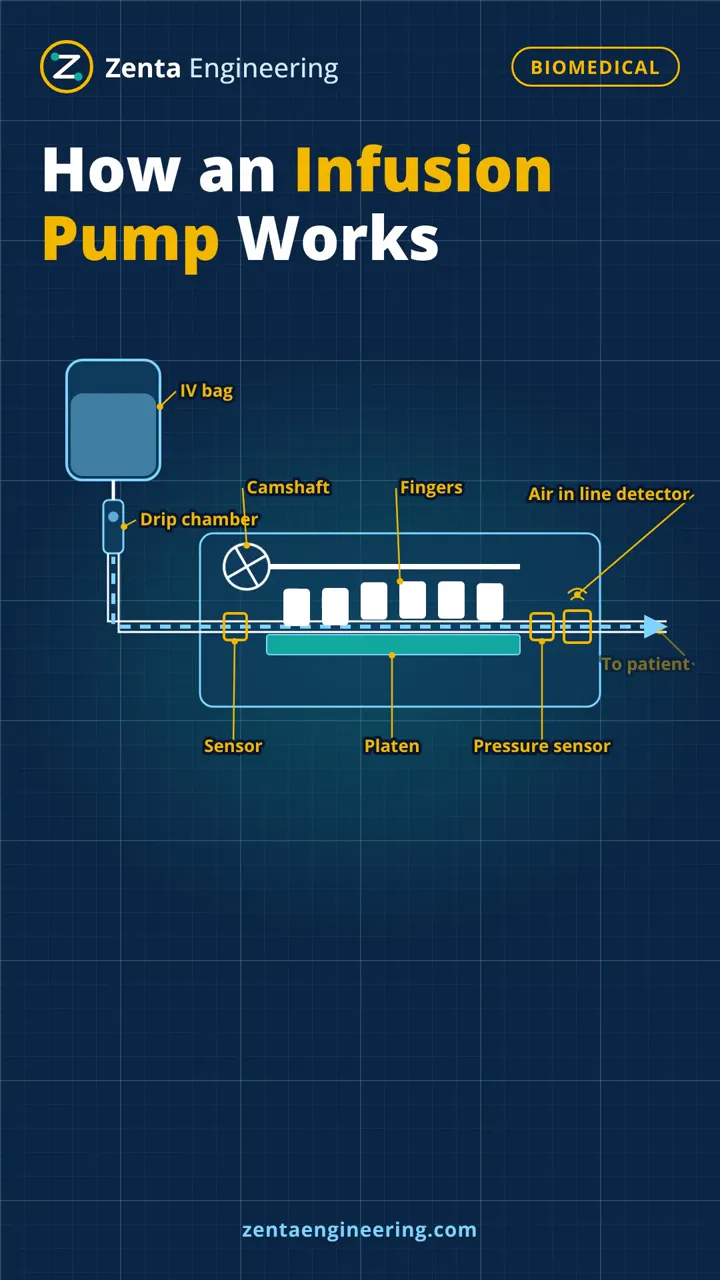 Zenta Engineering
BIOMEDICAL
How an Infusion
Pump Works
IV bag
Camshaft
Fingers
Air in line detector
Drip chamber
To patient
Sensor
Platen
Pressure sensor
zentaengineering.com